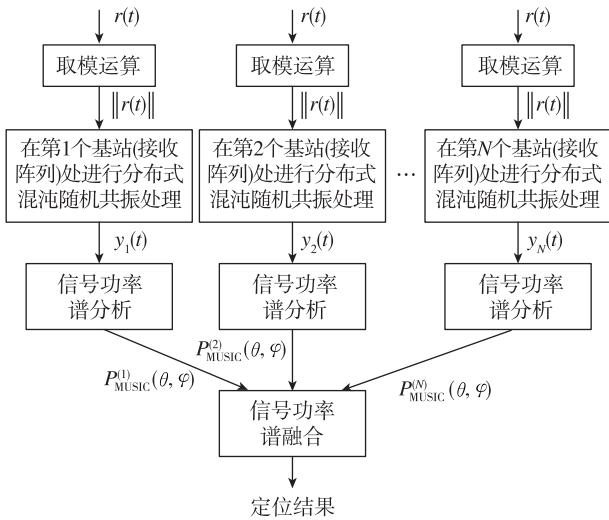 r(t) r(t) r(t)
取模运算 取模运算 取模运算
||r(t)|| ||r(t)|| ||r(t)||
在第1个基站(接收
阵列)处进行分布式
混沌随机共振处理
在第2个基站(接收
阵列)处进行分布式
混沌随机共振处理
…
在第N个基站(接收
阵列)处进行分布式
混沌随机共振处理
y₁(t) y₂(t) y_N(t)
信号功率
谱分析
信号功率
谱分析
信号功率
谱分析
P_MUSIC^(1)(θ, φ)
P_MUSIC^(2)(θ, φ)
P_MUSIC^(N)(θ, φ)
信号功率
谱融合
定位结果